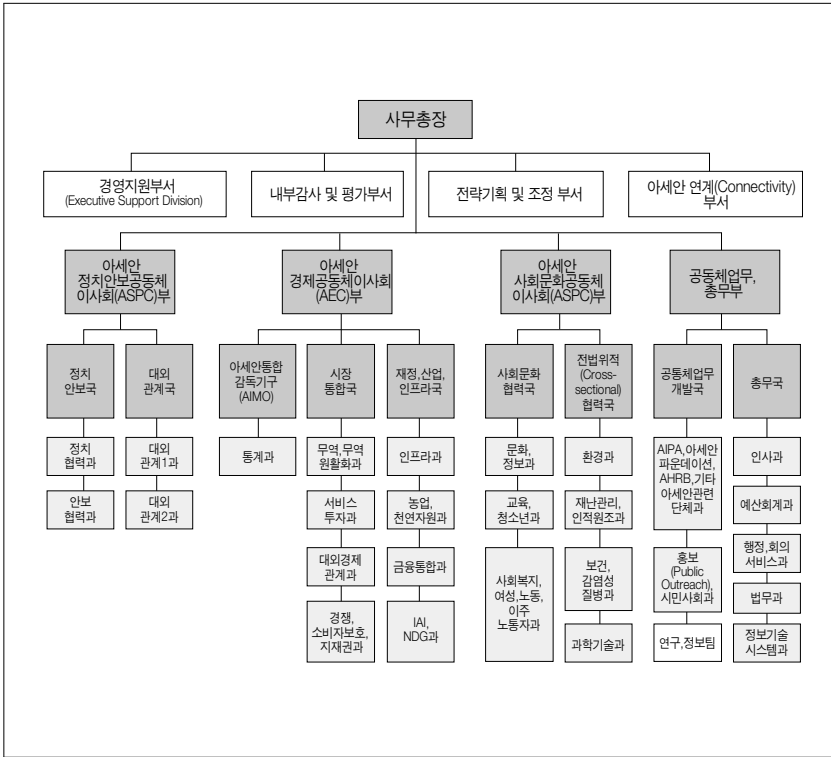 사무총장
경영지원부서
(Executive Support Division)
내부감사 및 평가부서
전략기획 및 조정 부서
아세안 연계(Connectivity)
부서
아세안
정치안보공동체
이사회(ASPC)부
아세안
경제공동체이사회
(AEC)부
아세안
사회문화공동체
이사회(ASPC)부
공동체업무,
총무부
정치
안보국
대외
관계국
아세안통합
감독기구
(AIMO)
시장
통합국
재정,산업,
인프라국
사회문화
협력국
전법위적
(Cross-
sectional)
협력국
공통체업무
개발국
총무국
정치
협력과
안보
협력과
대외
관계1과
대외
관계2과
통계과
무역,무역
원활화과
서비스
투자과
대외경제
관계과
경쟁,
소비자보호,
지재권과
인프라과
농업,
천연자원과
금융통합과
IAI,
NDG과
문화,
정보과
교육,
청소년과
사회복지,
여성,노동,
이주
노동자과
환경과
재난관리,
인적원조과
보건,
감염성
질병과
과학기술과
AIPA,아세안
파운데이션,
AHRB,기타
아세안관련
단체과
홍보
(Public
Outreach),
시민사회과
연구,정보팀
인사과
예산회계과
행정,회의
서비스과
법무과
정보기술
시스템과